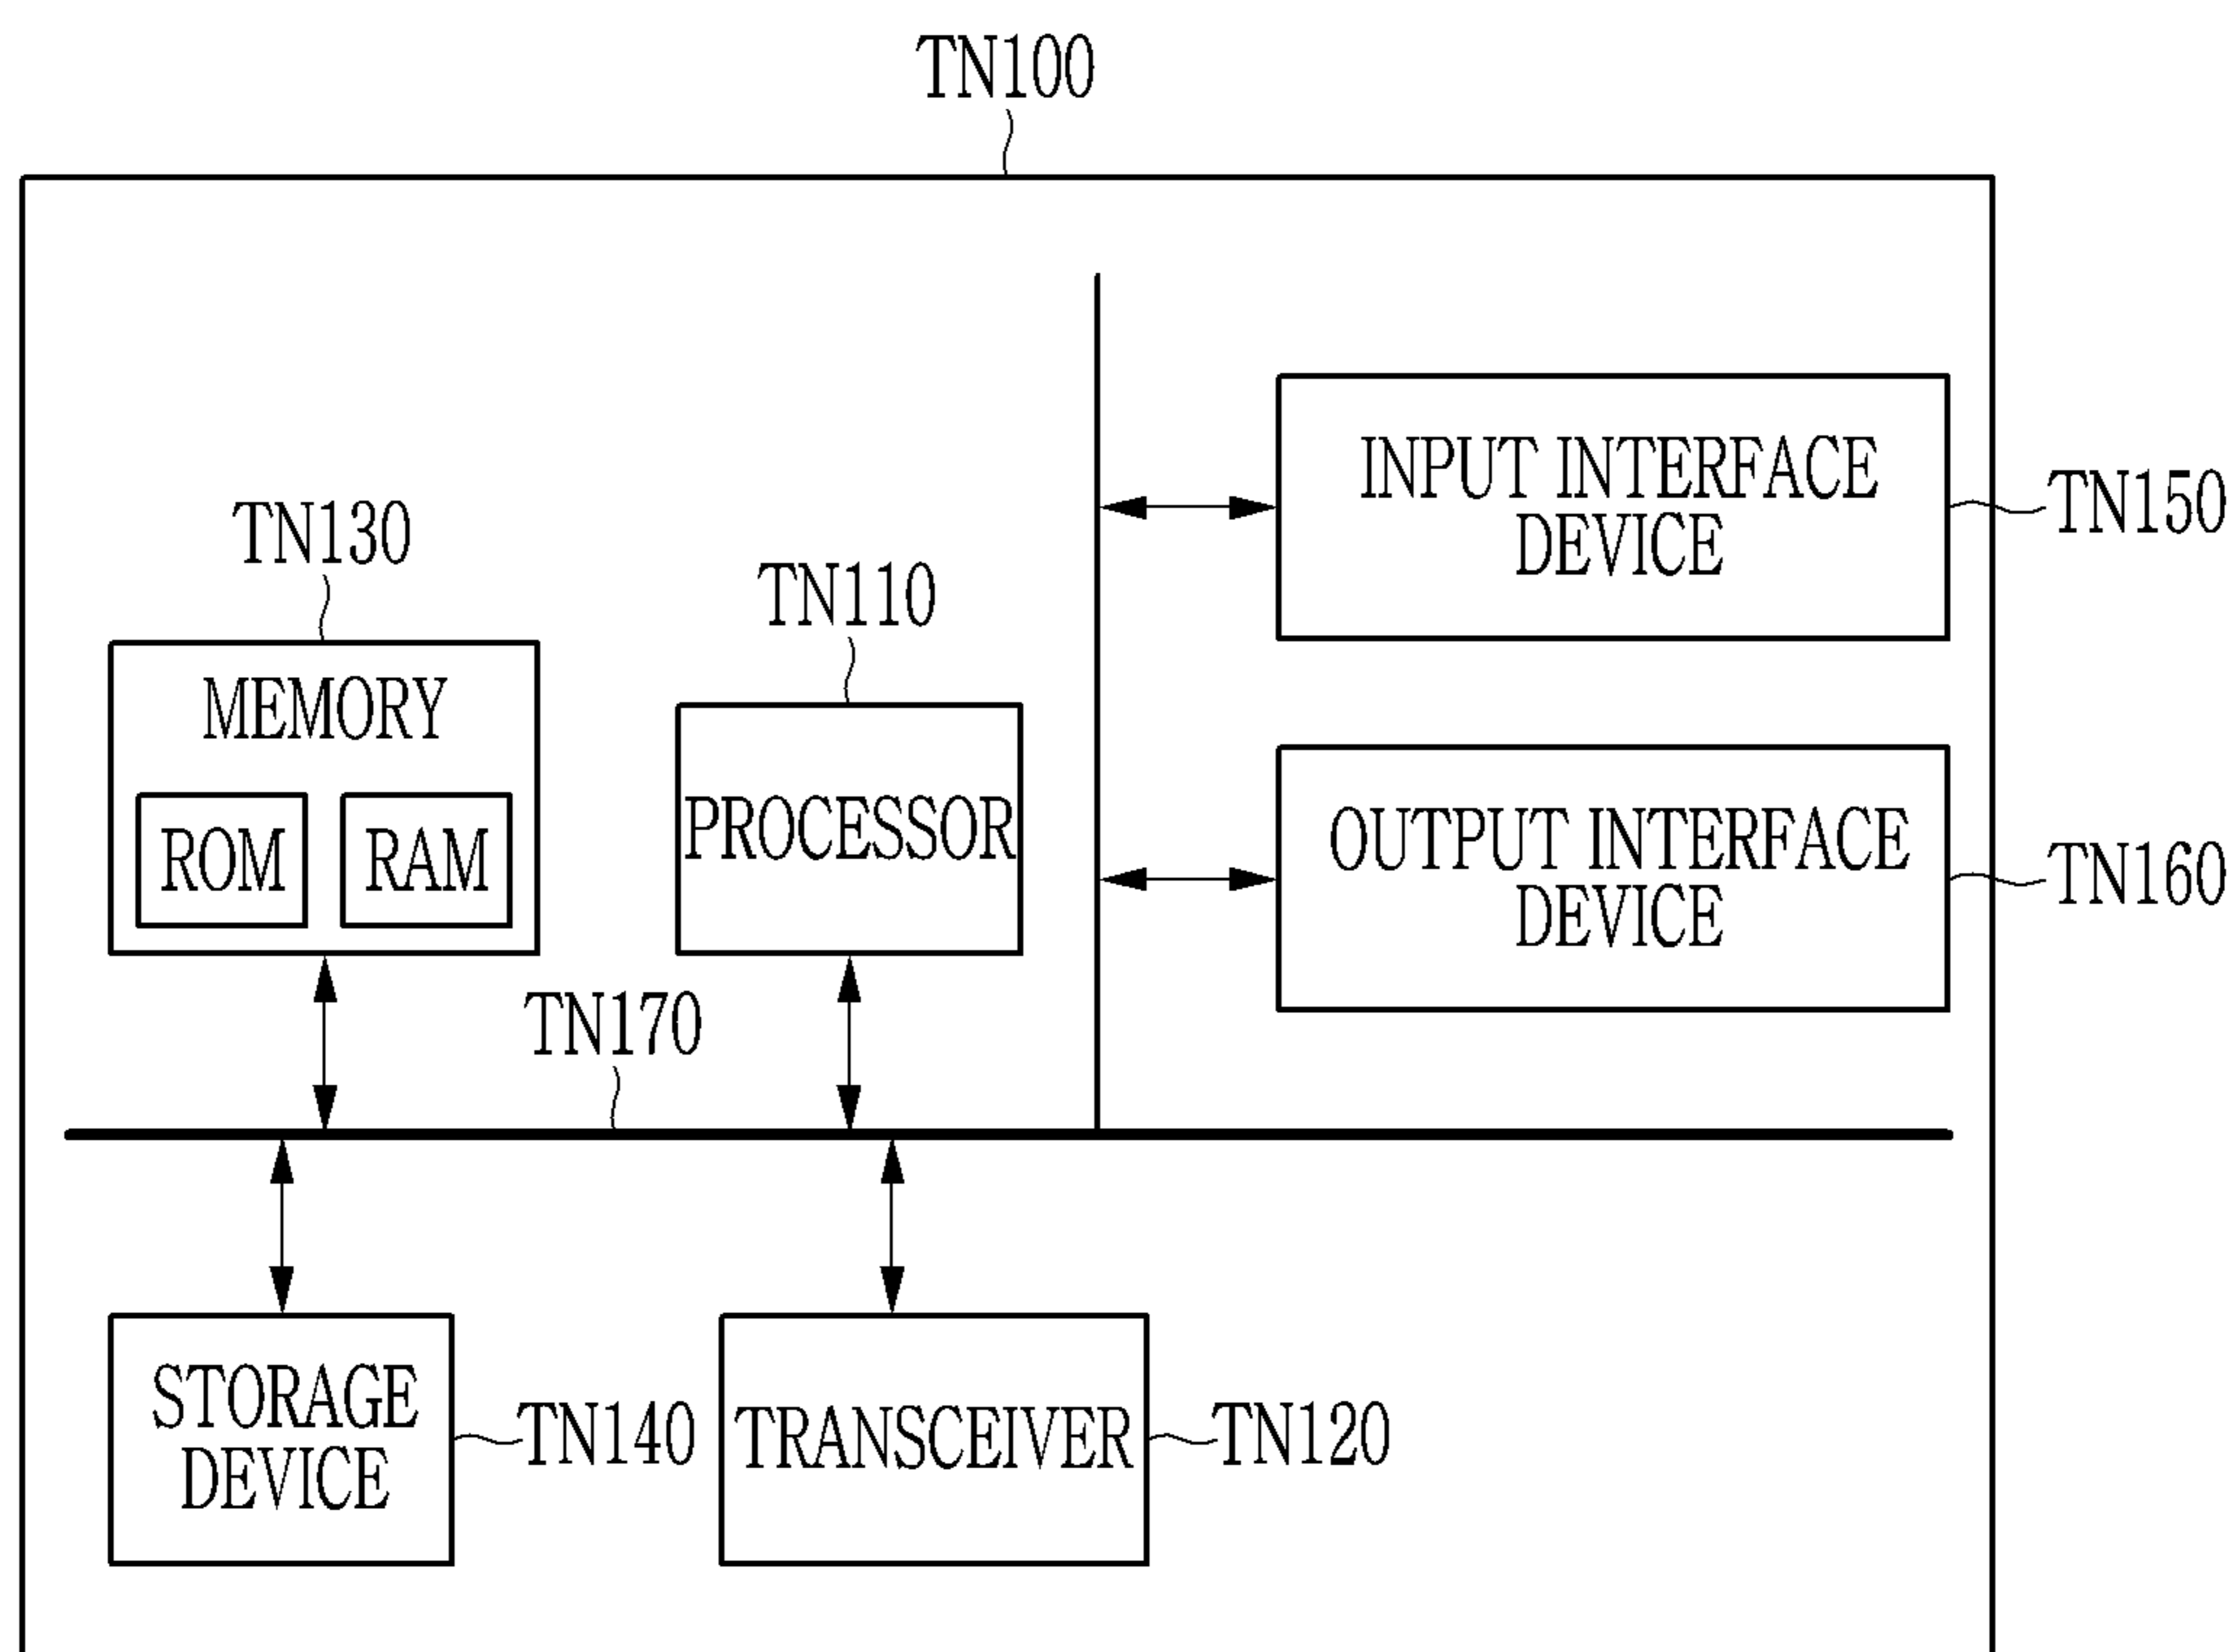 TN100
INPUT INTERFACE
DEVICE
TN150
TN130
MEMORY
ROM
RAM
TN110
PROCESSOR
OUTPUT INTERFACE
DEVICE
TN160
TN170
STORAGE
DEVICE
TN140
TRANSCEIVER
TN120